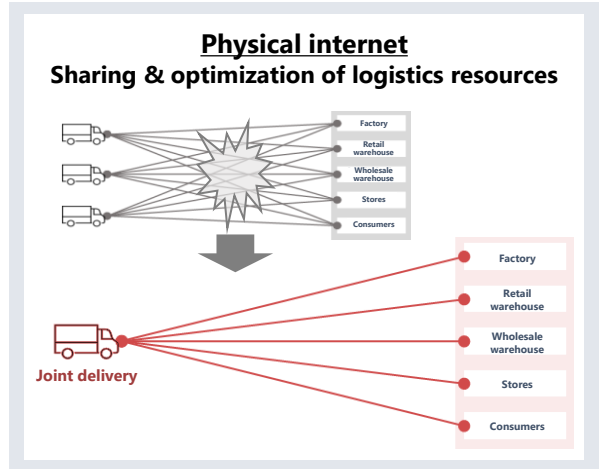 Physical internet
Sharing & optimization of logistics resources
Factory
Retail
warehouse
Wholesale
warehouse
Stores
Consumers
Joint delivery
Factory
Retail
warehouse
Wholesale
warehouse
Stores
Consumers